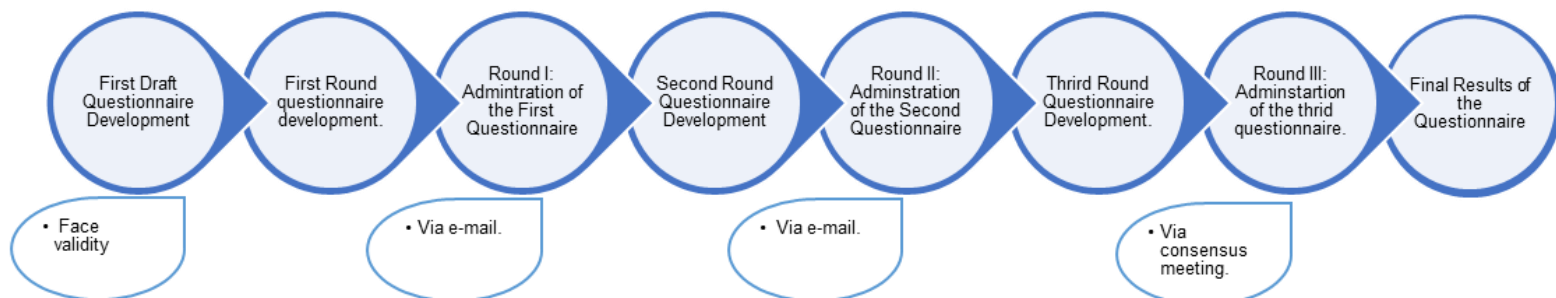 First Draft
Questionnaire
Development
First Round
questionnaire
development.
Round I:
Admintration of
the First
Questionnaire
Second Round
Questionnaire
Development
Round II:
Adminstration
of the Second
Questionnaire
Thrird Round
Questionnaire
Development.
Round III:
Adminstartion
of the thrid
questionnaire.
Final Results of
the
Questionnaire
• Face
validity
• Via e-mail.
• Via e-mail.
• Via
consensus
meeting.